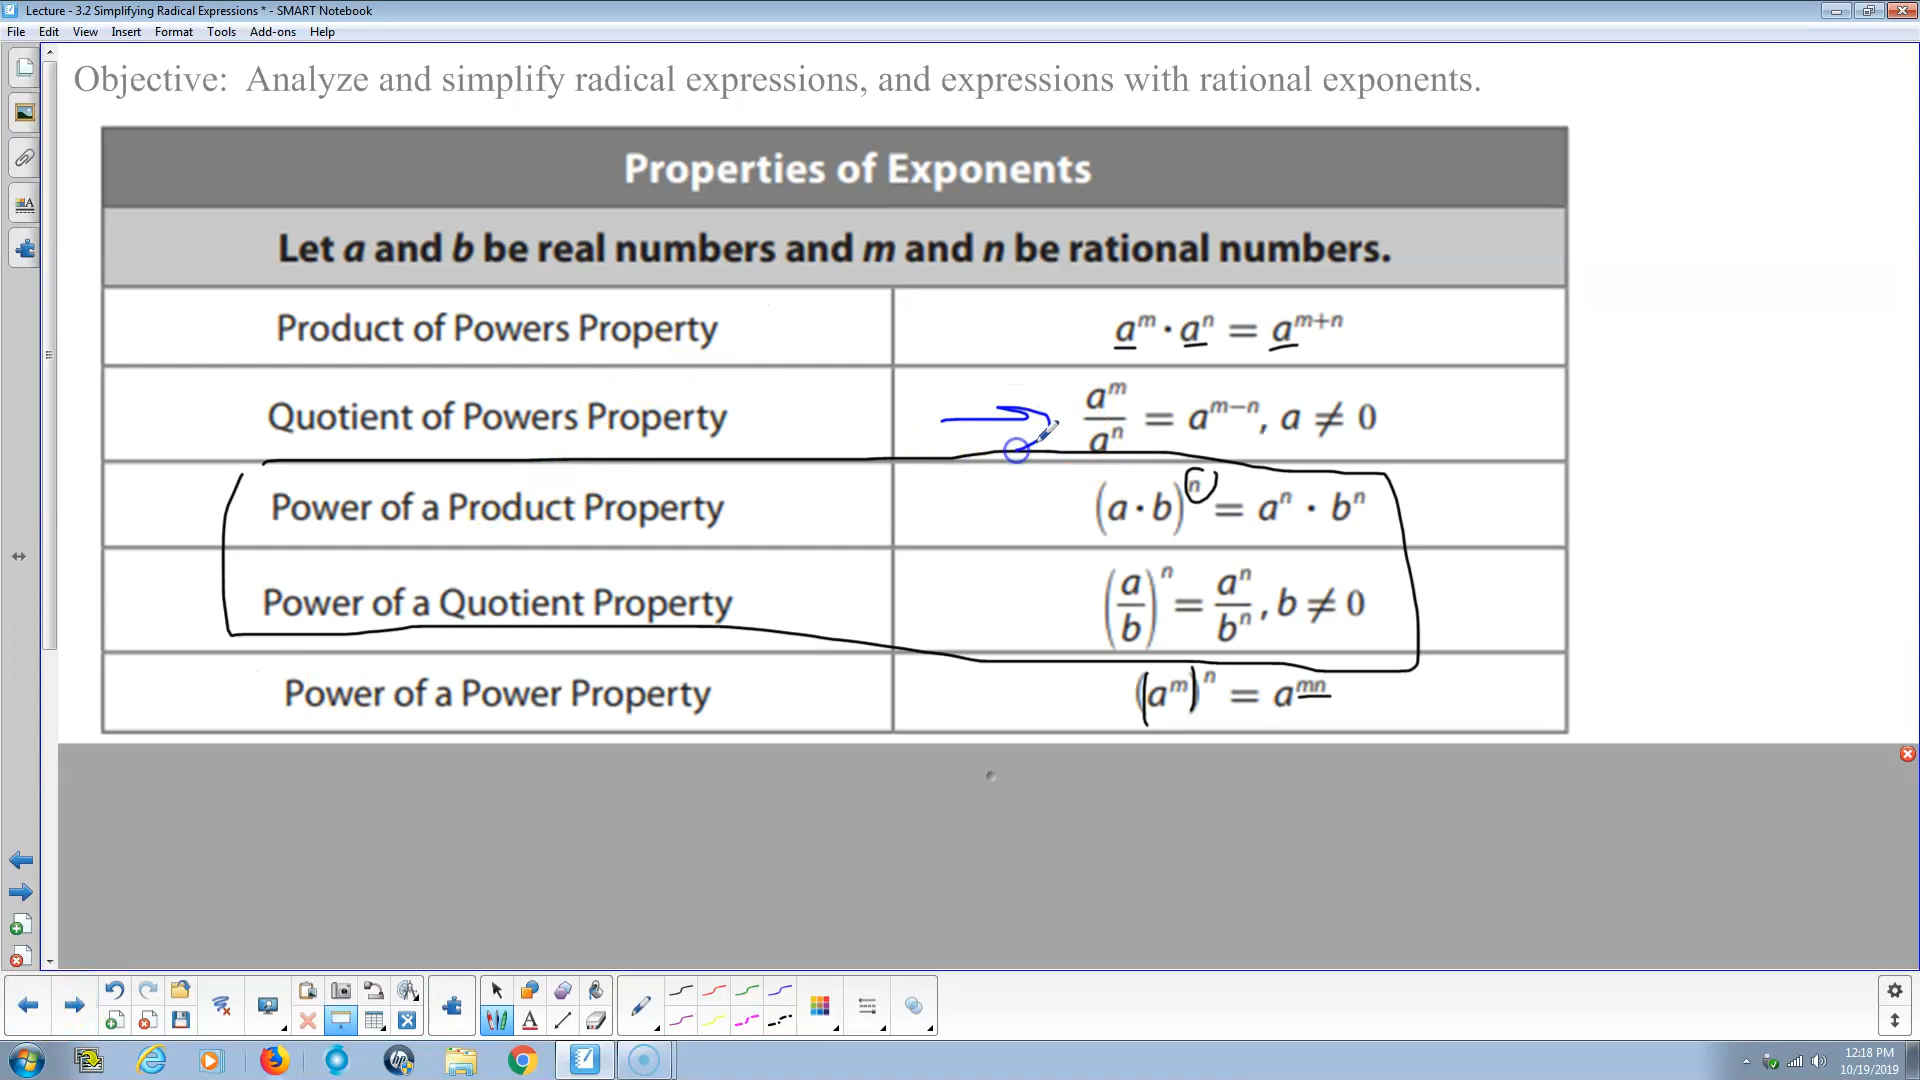 Lecture - 3.2 Simplifying Radical Expressions * - SMART Notebook
File Edit View Insert Format Tools Add-ons Help
Objective: Analyze and simplify radical expressions, and expressions with rational exponents.
Properties of Exponents
Let a and b be real numbers and m and n be rational numbers.
Product of Powers Property a^m · a^n = a^{m+n}
Quotient of Powers Property \frac{a^m}{a^n} = a^{m−n}, a ≠ 0
Power of a Product Property (a · b)^n = a^n · b^n
Power of a Quotient Property (\frac{a}{b})^n = \frac{a^n}{b^n}, b ≠ 0
Power of a Power Property (a^m)^n = a^{mn}
12:18 PM
10/19/2019